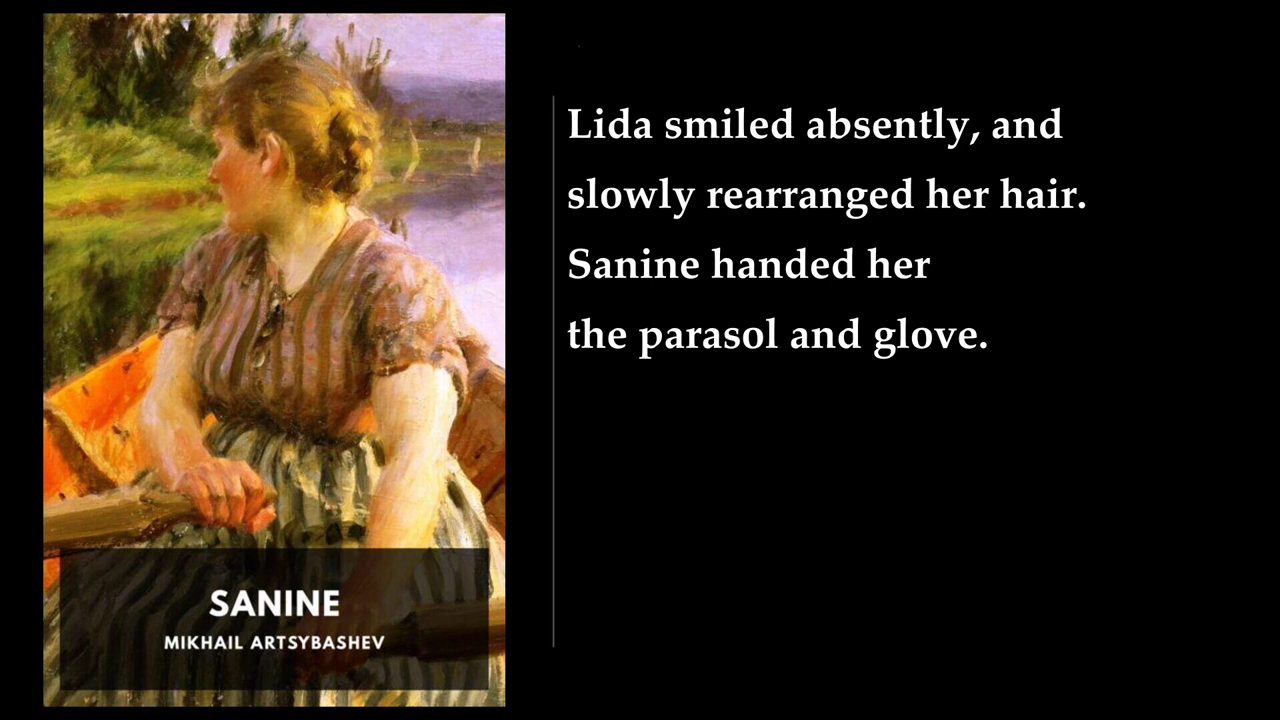 SANINE
MIKHAIL ARTSYBASHEV
Lida smiled absently, and
slowly rearranged her hair.
Sanine handed her
the parasol and glove.